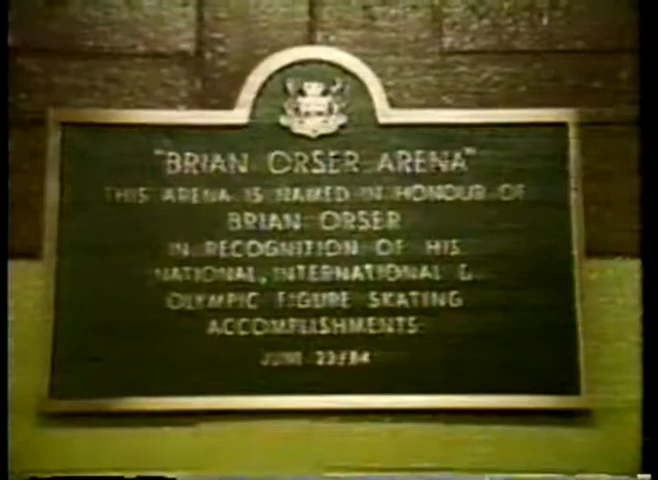 "BRIAN ORSER ARENA"
THIS ARENA IS NAMED IN HONOUR OF
BRIAN ORSER
IN RECOGNITION OF HIS
NATIONAL, INTERNATIONAL &
OLYMPIC FIGURE SKATING
ACCOMPLISHMENTS
JUNE 23/84